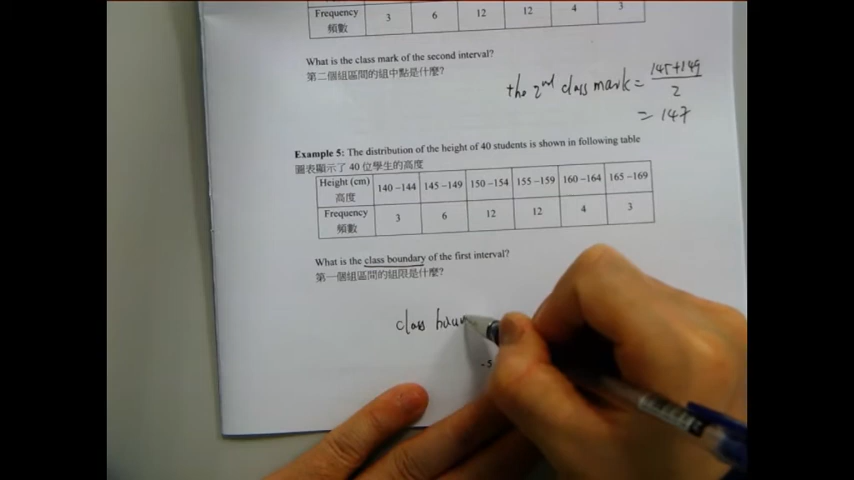 Frequency 3 6 12 12 4 3
頻數
What is the class mark of the second interval?
第二個組區間的組中點是什麼?
the 2nd class mark = 145+149 / 2
= 147
Example 5: The distribution of the height of 40 students is shown in following table
圖表顯示了 40 位學生的高度
Height (cm) 140 –144 145 –149 150 –154 155 –159 160 –164 165 –169
高度
Frequency 3 6 12 12 4 3
頻數
What is the class boundary of the first interval?
第一個組區間的組限是什麼?
class boun
- 5